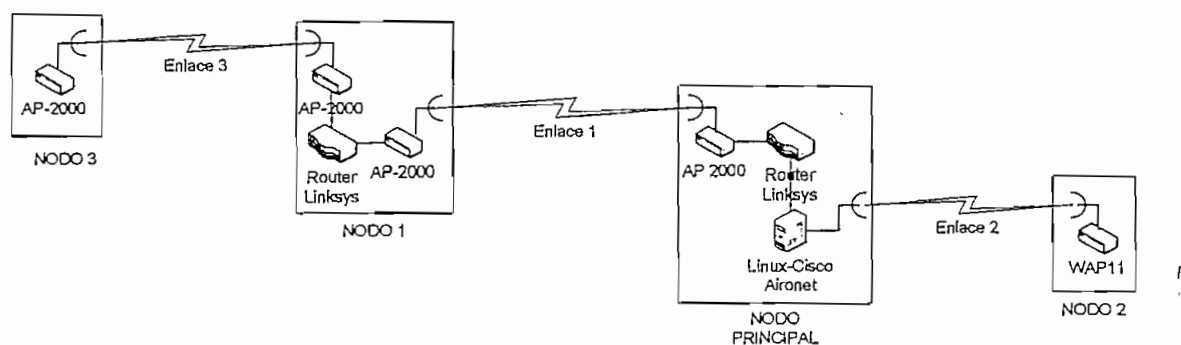 Enlace 3
AP-2000
NODO 3
AP-2000
Router
Linksys
AP-2000
NODO 1
Enlace 1
AP 2000
Router
Linksys
Linux-Cisco
Aironet
NODO
PRINCIPAL
Enlace 2
WAP11
NODO 2